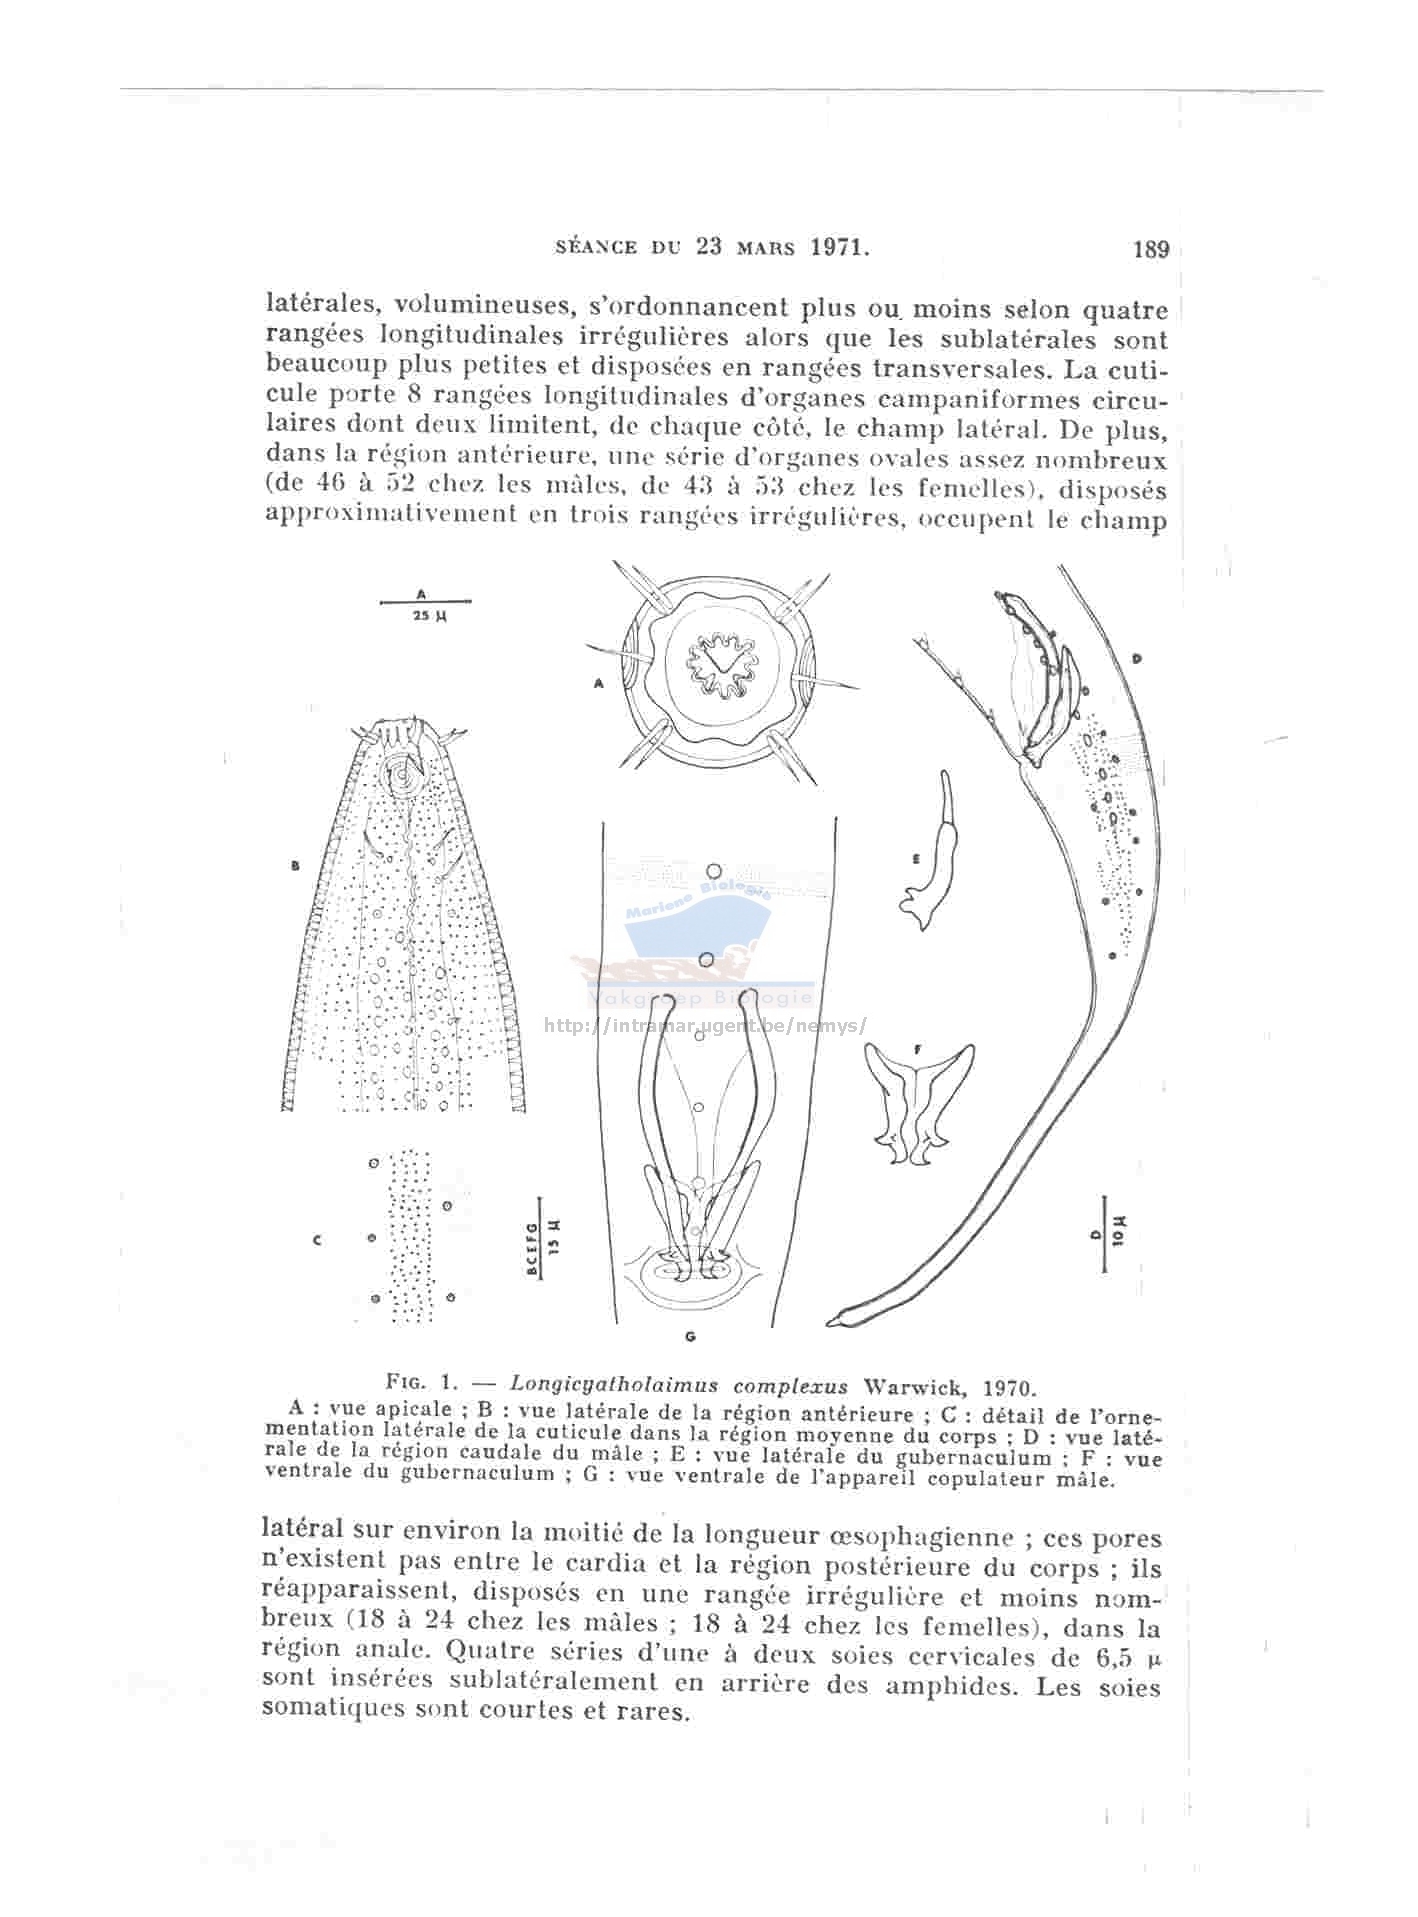 SÉANCE DU 23 MARS 1971. 189
latérales, volumineuses, s'ordonnancent plus ou moins selon quatre
rangées longitudinales irrégulières alors que les sublatérales sont
beaucoup plus petites et disposées en rangées transversales. La cuti-
cule porte 8 rangées longitudinales d'organes campaniformes circu-
laires dont deux limitent, de chaque côté, le champ latéral. De plus,
dans la région antérieure, une série d'organes ovales assez nombreux
(de 46 à 52 chez les mâles, de 43 à 53 chez les femelles), disposés
approximativement en trois rangées irrégulières, occupent le champ
A
25 µ
A
D
B
E
Mariene Biologie
Vakgroep Biologie
http://intramar.ugent.be/nemys/
F
C
BCEFG
15 µ
D
10 µ
G
FIG. 1. — Longicyatholaimus complexus Warwick, 1970.
A : vue apicale ; B : vue latérale de la région antérieure ; C : détail de l'orne-
mentation latérale de la cuticule dans la région moyenne du corps ; D : vue laté-
rale de la région caudale du mâle ; E : vue latérale du gubernaculum ; F : vue
ventrale du gubernaculum ; G : vue ventrale de l'appareil copulateur mâle.
latéral sur environ la moitié de la longueur œsophagienne ; ces pores
n'existent pas entre le cardia et la région postérieure du corps ; ils
réapparaissent, disposés en une rangée irrégulière et moins nom-
breux (18 à 24 chez les mâles ; 18 à 24 chez les femelles), dans la
région anale. Quatre séries d'une à deux soies cervicales de 6,5 µ
sont insérées sublatéralement en arrière des amphides. Les soies
somatiques sont courtes et rares.